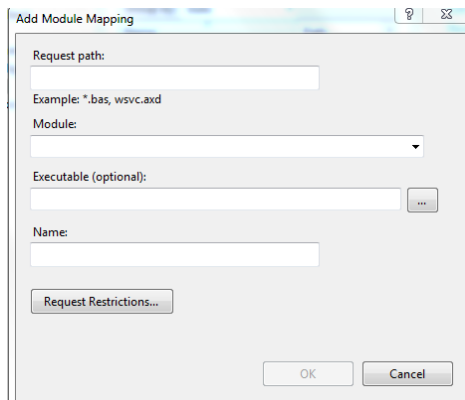 Add Module Mapping
?
Request path:
Example: *.bas, wsvc.axd
Module:
Executable (optional):
...
Name:
Request Restrictions...
OK
Cancel